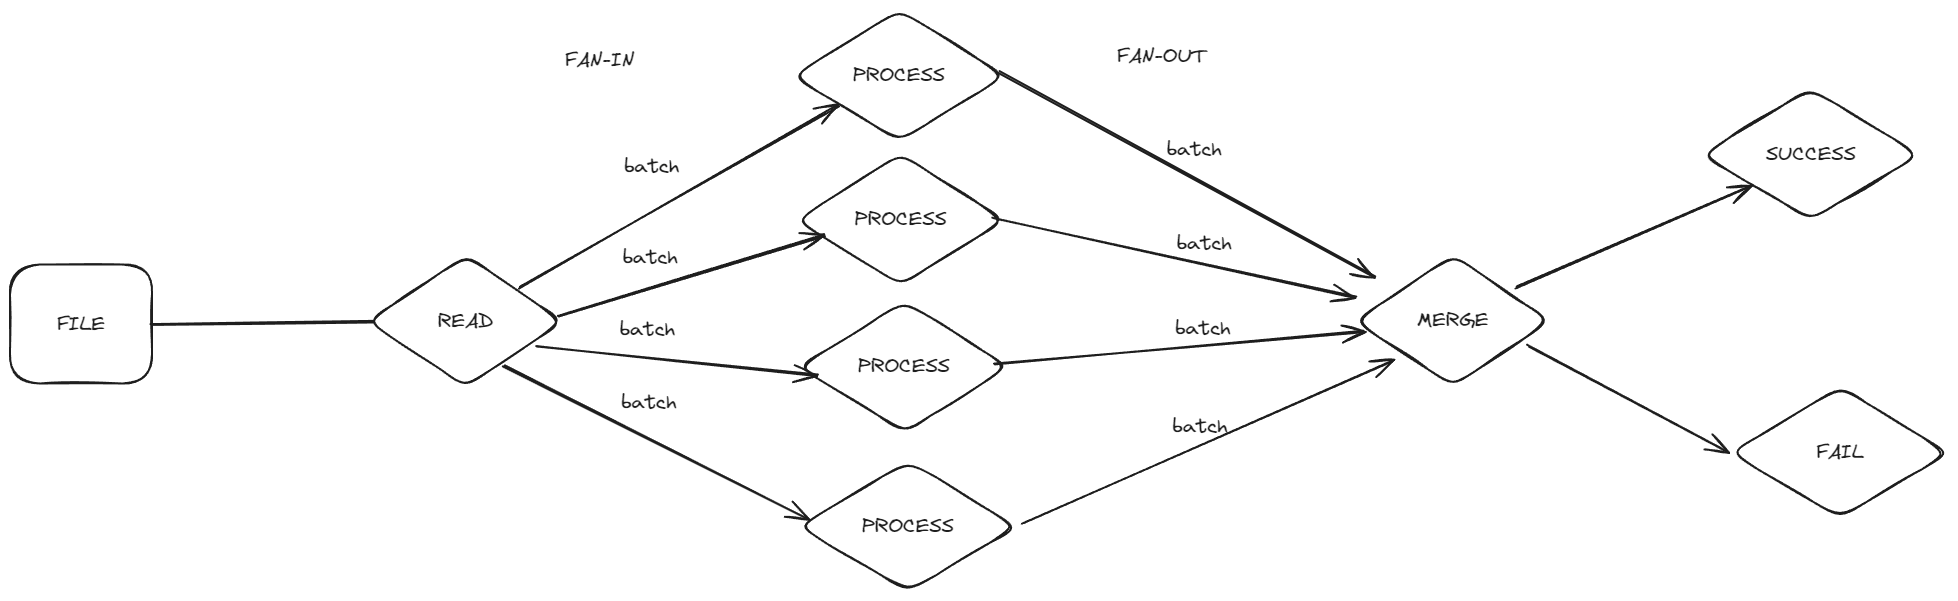 FAN-IN
FAN-OUT
FILE
READ
batch
batch
batch
batch
PROCESS
PROCESS
PROCESS
PROCESS
batch
batch
batch
batch
MERGE
SUCCESS
FAIL